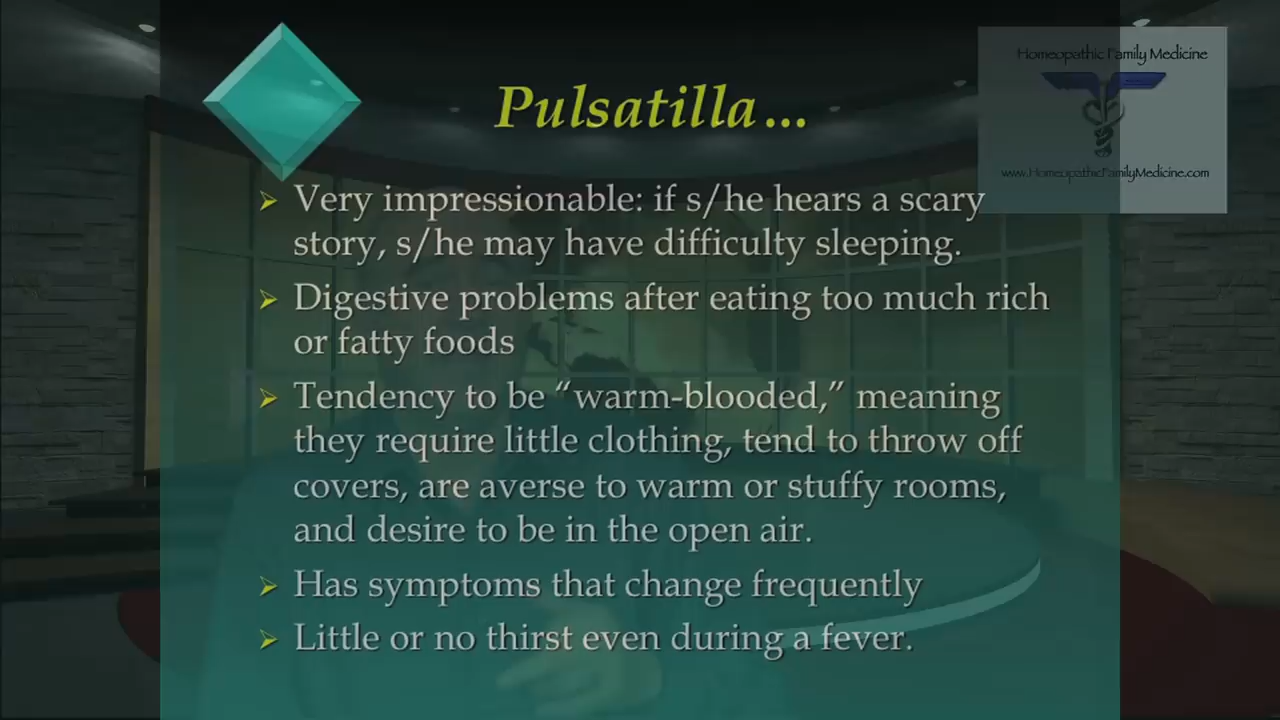 Homeopathic Family Medicine
www.HomeopathicFamilyMedicine.com
Pulsatilla...
➢ Very impressionable: if s/he hears a scary
story, s/he may have difficulty sleeping.
➢ Digestive problems after eating too much rich
or fatty foods
➢ Tendency to be “warm-blooded,” meaning
they require little clothing, tend to throw off
covers, are averse to warm or stuffy rooms,
and desire to be in the open air.
➢ Has symptoms that change frequently
➢ Little or no thirst even during a fever.